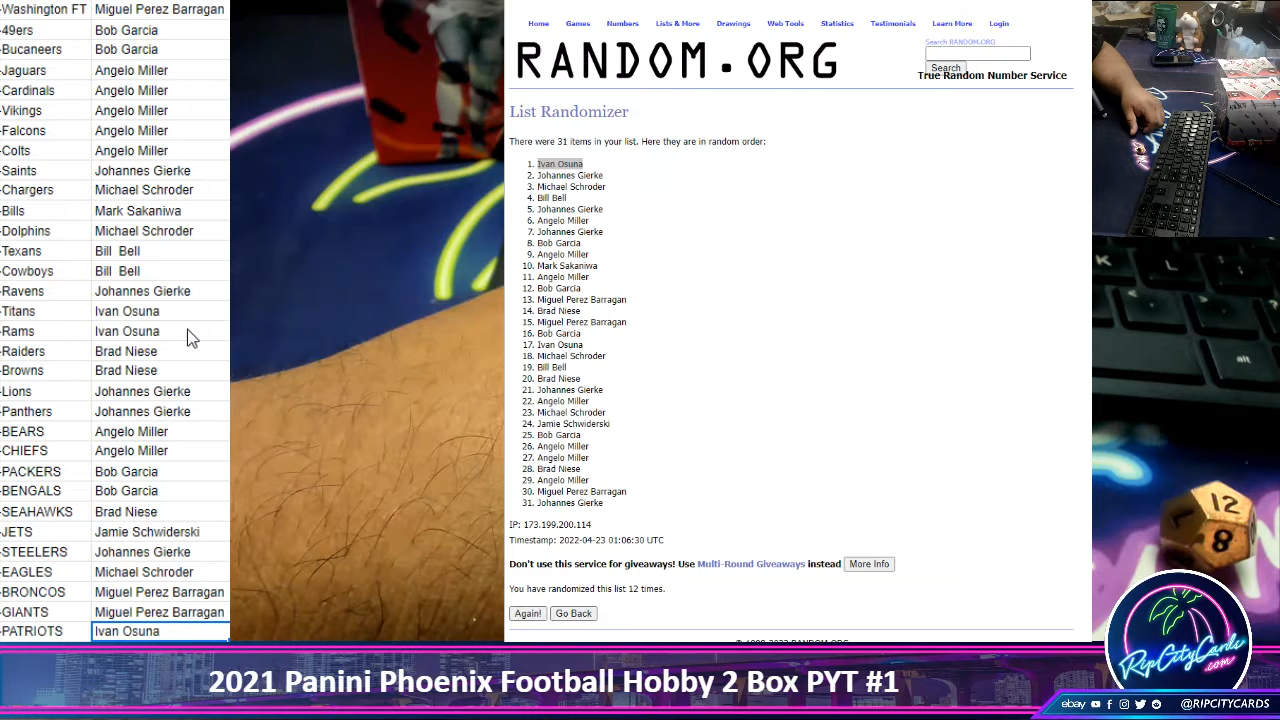 -Washington FT Miguel Perez Barragan
-49ers Bob Garcia
-Bucaneers Bob Garcia
-Jaguars Angelo Miller
-Cardinals Angelo Miller
-Vikings Angelo Miller
-Falcons Angelo Miller
-Colts Angelo Miller
-Saints Johannes Gierke
-Chargers Michael Schroder
-Bills Mark Sakaniwa
-Dolphins Michael Schroder
-Texans Bill Bell
-Cowboys Bill Bell
-Ravens Johannes Gierke
-Titans Ivan Osuna
-Rams Ivan Osuna
-Raiders Brad Niese
-Browns Brad Niese
-Lions Johannes Gierke
-Panthers Johannes Gierke
-BEARS Angelo Miller
-CHIEFS Angelo Miller
-PACKERS Bob Garcia
-BENGALS Bob Garcia
-SEAHAWKS Brad Niese
-JETS Jamie Schwiderski
-STEELERS Johannes Gierke
-EAGLES Michael Schroder
-BRONCOS Miguel Perez Barragan
-GIANTS Miguel Perez Barragan
-PATRIOTS Ivan Osuna
Home Games Numbers Lists & More Drawings Web Tools Statistics Testimonials Learn More Login
RANDOM.ORG
Search RANDOM.ORG
Search
True Random Number Service
List Randomizer
There were 31 items in your list. Here they are in random order:
1. Ivan Osuna
2. Johannes Gierke
3. Michael Schroder
4. Bill Bell
5. Johannes Gierke
6. Angelo Miller
7. Johannes Gierke
8. Bob Garcia
9. Angelo Miller
10. Mark Sakaniwa
11. Angelo Miller
12. Bob Garcia
13. Miguel Perez Barragan
14. Brad Niese
15. Miguel Perez Barragan
16. Bob Garcia
17. Ivan Osuna
18. Michael Schroder
19. Bill Bell
20. Brad Niese
21. Johannes Gierke
22. Angelo Miller
23. Michael Schroder
24. Jamie Schwiderski
25. Bob Garcia
26. Angelo Miller
27. Angelo Miller
28. Brad Niese
29. Angelo Miller
30. Miguel Perez Barragan
31. Johannes Gierke
IP: 173.199.200.114
Timestamp: 2022-04-23 01:06:30 UTC
Don't use this service for giveaways! Use Multi-Round Giveaways instead More Info
You have randomized this list 12 times.
Again! Go Back
K L
alt
12
8
RipCityCards
.com
2021 Panini Phoenix Football Hobby 2 Box PYT #1
ebay @RIPCITYCARDS